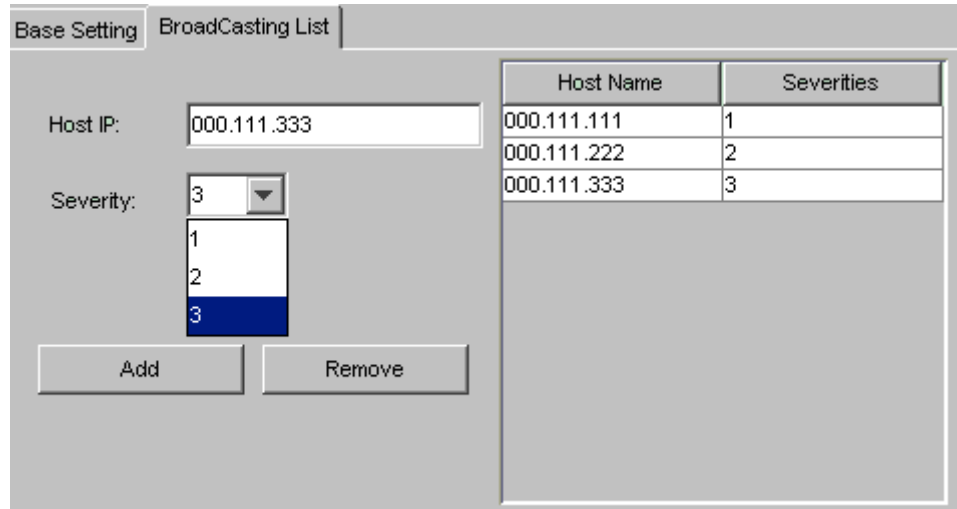 Base Setting BroadCasting List
Host IP: 000.111.333
Severity: 3
1
2
3
Add Remove
Host Name Severities
000.111.111 1
000.111.222 2
000.111.333 3